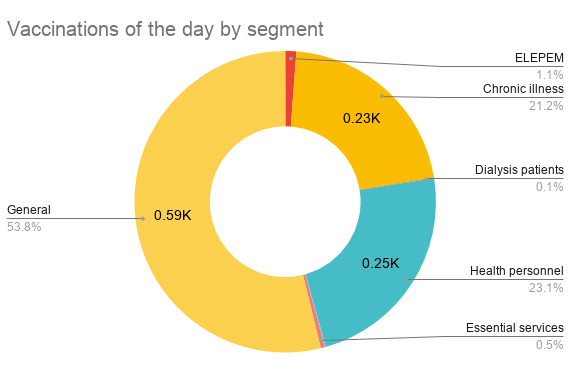 Vaccinations of the day by segment
ELEPEM
1.1%
Chronic illness
21.2%
0.23K
Dialysis patients
0.1%
General
53.8%
0.59K
0.25K
Health personnel
23.1%
Essential services
0.5%